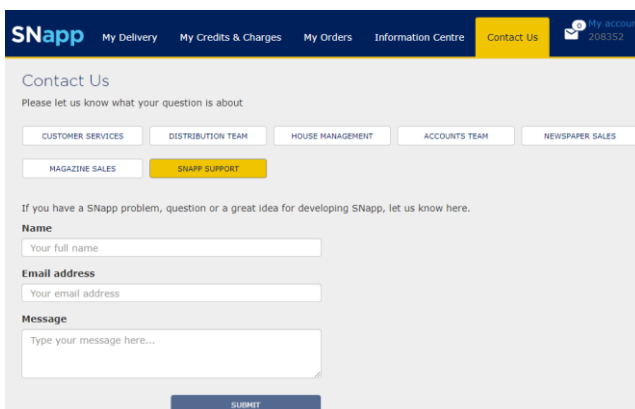 SNapp My Delivery My Credits & Charges My Orders Information Centre Contact Us 0 My accoun
208352
Contact Us
Please let us know what your question is about
CUSTOMER SERVICES DISTRIBUTION TEAM HOUSE MANAGEMENT ACCOUNTS TEAM NEWSPAPER SALES
MAGAZINE SALES SNAPP SUPPORT
If you have a SNapp problem, question or a great idea for developing SNapp, let us know here.
Name
Your full name
Email address
Your email address
Message
Type your message here...
SUBMIT